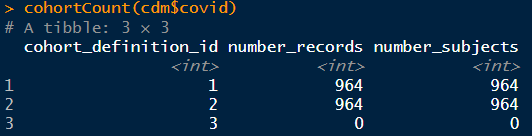 > cohortCount(cdm$covid)
# A tibble: 3 × 3
cohort_definition_id number_records number_subjects
<int> <int> <int>
1 1 964 964
2 2 964 964
3 3 0 0